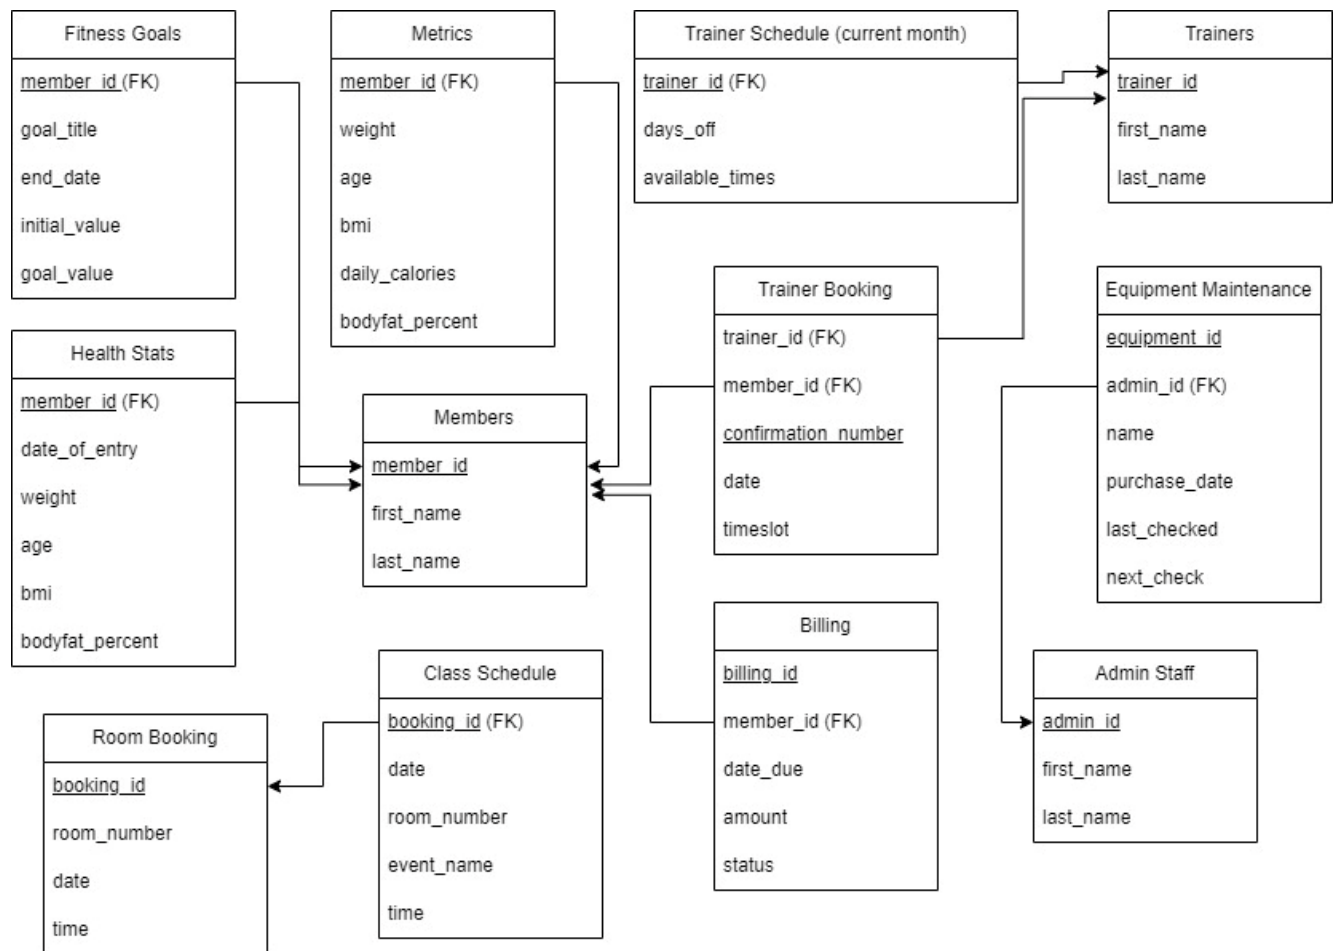 Fitness Goals
member_id (FK)
goal_title
end_date
initial_value
goal_value
Metrics
member_id (FK)
weight
age
bmi
daily_calories
bodyfat_percent
Trainer Schedule (current month)
trainer_id (FK)
days_off
available_times
Trainers
trainer_id
first_name
last_name
Health Stats
member_id (FK)
date_of_entry
weight
age
bmi
bodyfat_percent
Members
member_id
first_name
last_name
Trainer Booking
trainer_id (FK)
member_id (FK)
confirmation_number
date
timeslot
Equipment Maintenance
equipment_id
admin_id (FK)
name
purchase_date
last_checked
next_check
Room Booking
booking_id
room_number
date
time
Class Schedule
booking_id (FK)
date
room_number
event_name
time
Billing
billing_id
member_id (FK)
date_due
amount
status
Admin Staff
admin_id
first_name
last_name